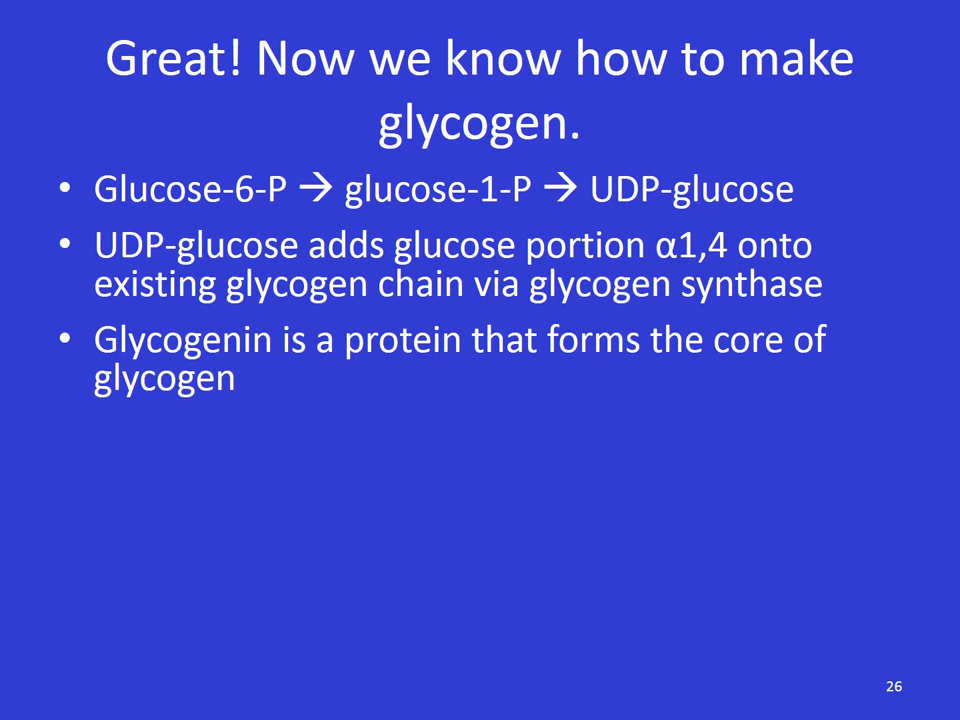 Great! Now we know how to make
glycogen.
• Glucose-6-P → glucose-1-P → UDP-glucose
• UDP-glucose adds glucose portion α1,4 onto
existing glycogen chain via glycogen synthase
• Glycogenin is a protein that forms the core of
glycogen
26